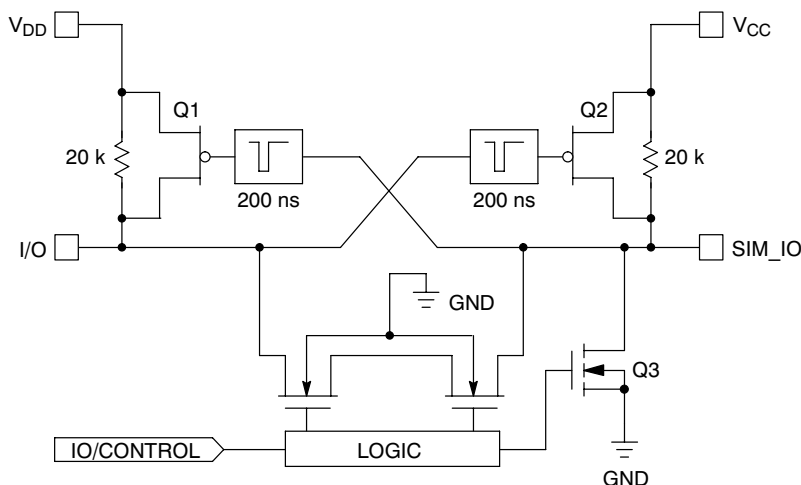 VDD
VCC
Q1
Q2
20 k
20 k
200 ns
200 ns
I/O
SIM_IO
GND
Q3
IO/CONTROL
LOGIC
GND